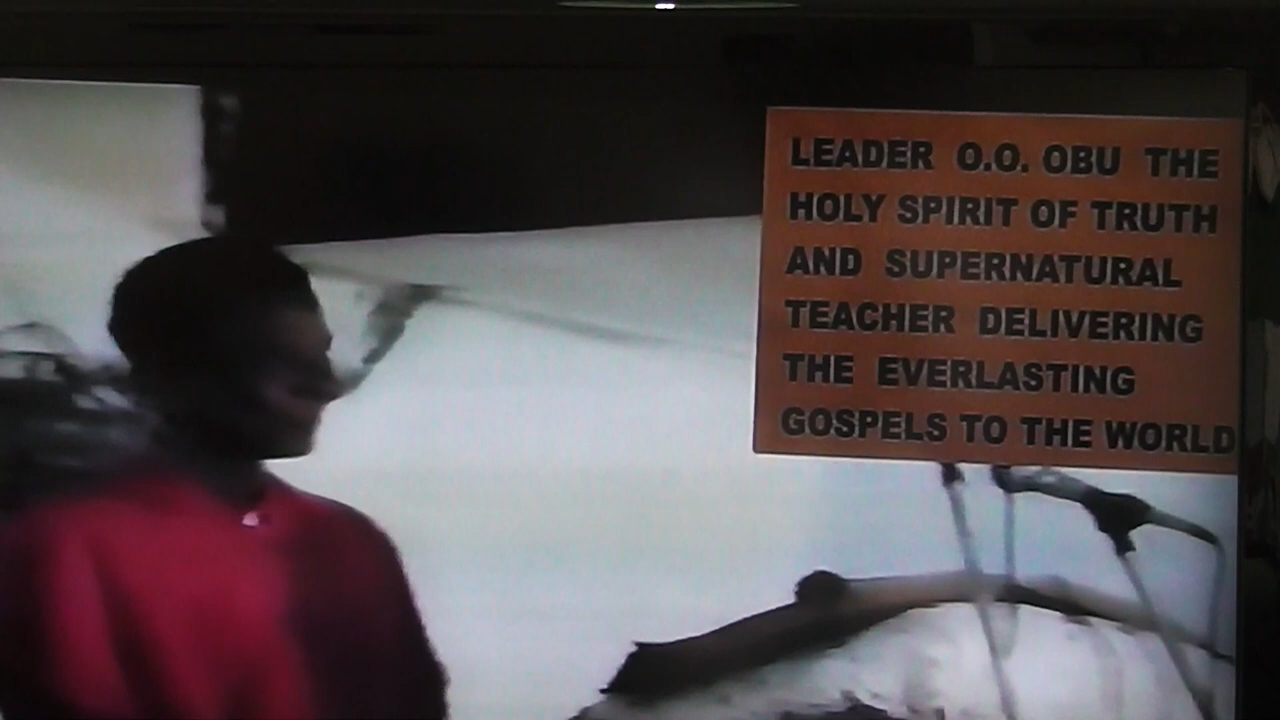 LEADER O.O. OBU THE
HOLY SPIRIT OF TRUTH
AND SUPERNATURAL
TEACHER DELIVERING
THE EVERLASTING
GOSPELS TO THE WORLD